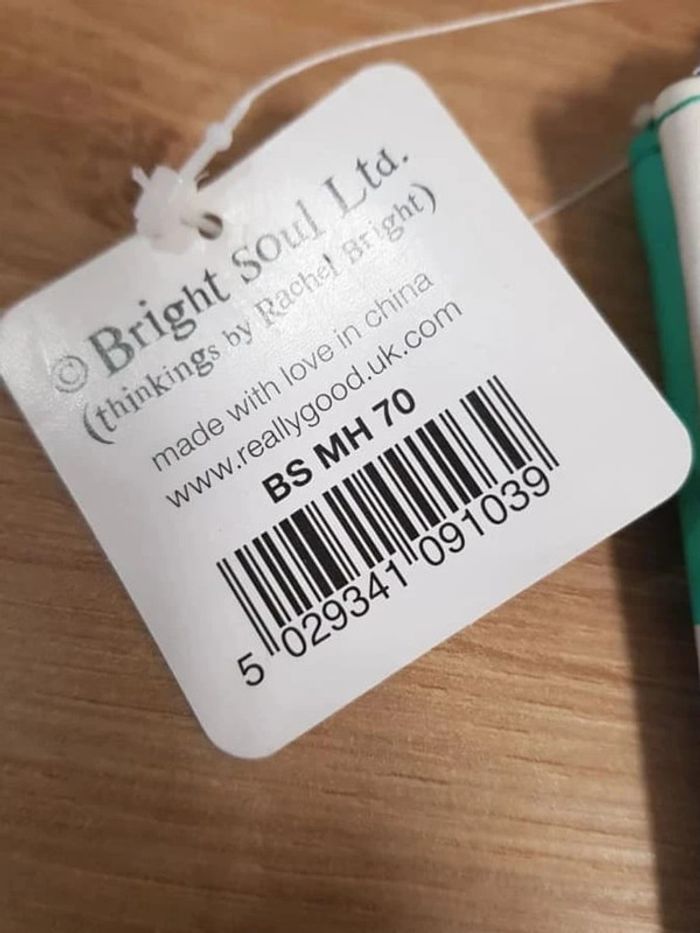 © Bright Soul Ltd.
(thinkings by Rachel Bright)
made with love in china
www.reallygood.uk.com
BS MH 70
5 029341 091039